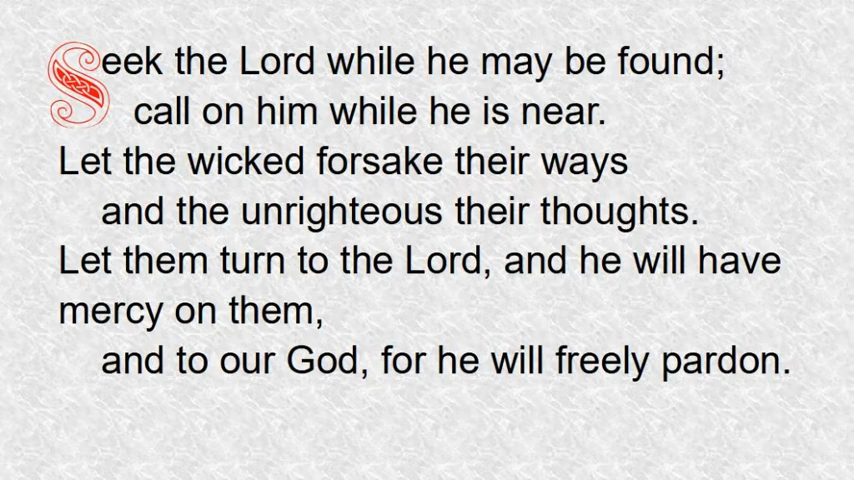 Seek the Lord while he may be found;
call on him while he is near.
Let the wicked forsake their ways
and the unrighteous their thoughts.
Let them turn to the Lord, and he will have
mercy on them,
and to our God, for he will freely pardon.